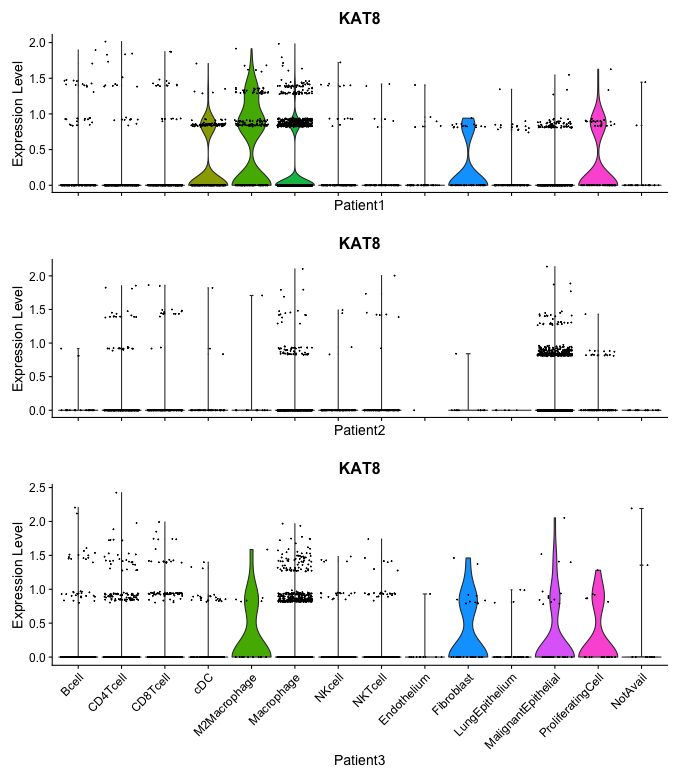 KAT8
Expression Level
2.0
1.5
1.0
0.5
0.0
Patient1
KAT8
Expression Level
2.0
1.5
1.0
0.5
0.0
Patient2
KAT8
Expression Level
2.5
2.0
1.5
1.0
0.5
0.0
Bcell
CD4Tcell
CD8Tcell
cDC
M2Macrophage
Macrophage
NKcell
NKTcell
Endothelium
Fibroblast
LungEpithelium
MalignantEpithelial
ProliferatingCell
NotAvail
Patient3